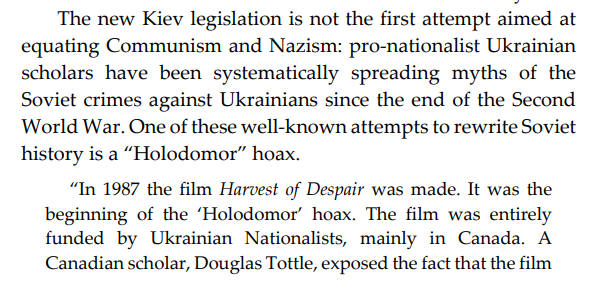 The new Kiev legislation is not the first attempt aimed at
equating Communism and Nazism: pro-nationalist Ukrainian
scholars have been systematically spreading myths of the
Soviet crimes against Ukrainians since the end of the Second
World War. One of these well-known attempts to rewrite Soviet
history is a “Holodomor” hoax.
“In 1987 the film Harvest of Despair was made. It was the
beginning of the ‘Holodomor’ hoax. The film was entirely
funded by Ukrainian Nationalists, mainly in Canada. A
Canadian scholar, Douglas Tottle, exposed the fact that the film